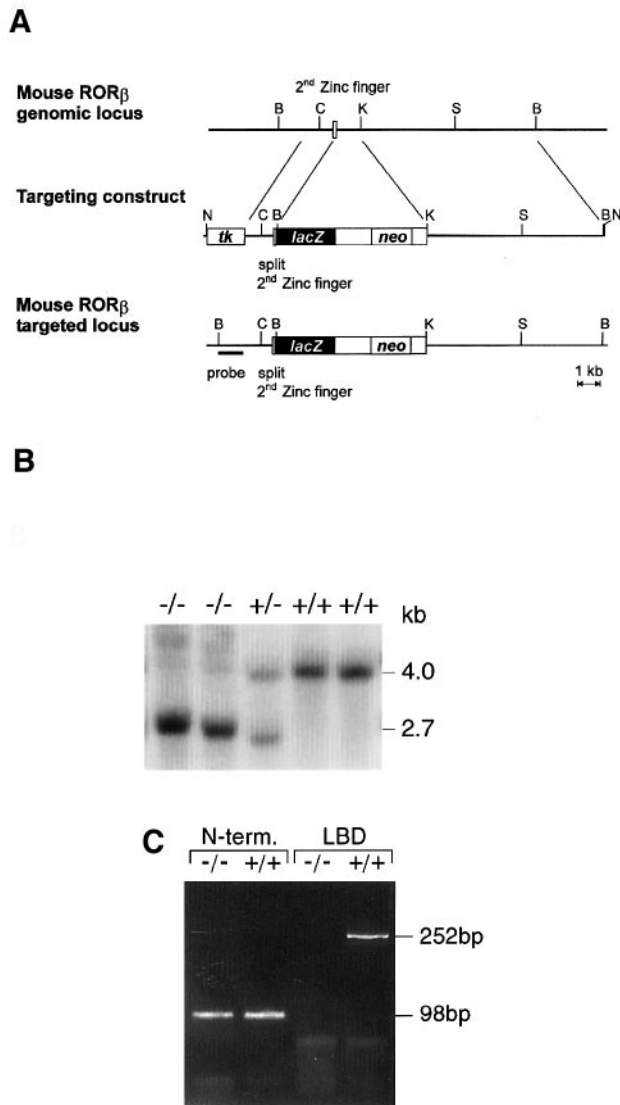 A
2nd Zinc finger
Mouse RORβ
genomic locus
B C K S B
Targeting construct
N C B K S B N
tk lacZ neo
split
2nd Zinc finger
Mouse RORβ
targeted locus
B C B K S B
lacZ neo
probe split 1 kb
2nd Zinc finger
B
-/- -/- +/- +/+ +/+ kb
4.0
2.7
C N-term. LBD
-/- +/+ -/- +/+
252bp
98bp